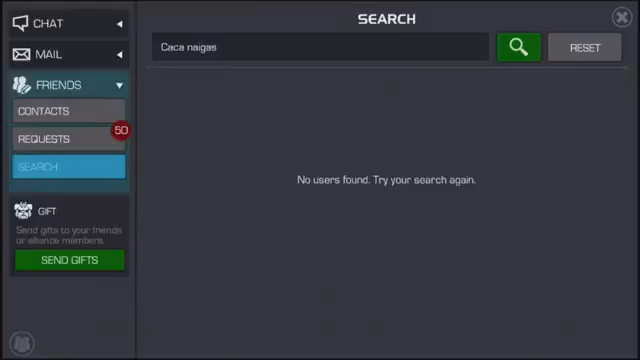 SEARCH
CHAT
MAIL
FRIENDS
CONTACTS
REQUESTS
50
SEARCH
GIFT
Send gifts to your friends
or alliance members.
SEND GIFTS
Caca naigas
RESET
No users found. Try your search again.